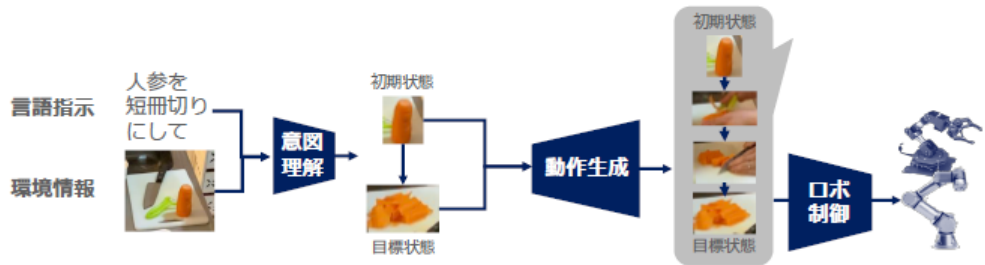 言語指示
人参を
短冊切り
にして
環境情報
意図
理解
初期状態
目標状態
動作生成
初期状態
目標状態
ロボ
制御